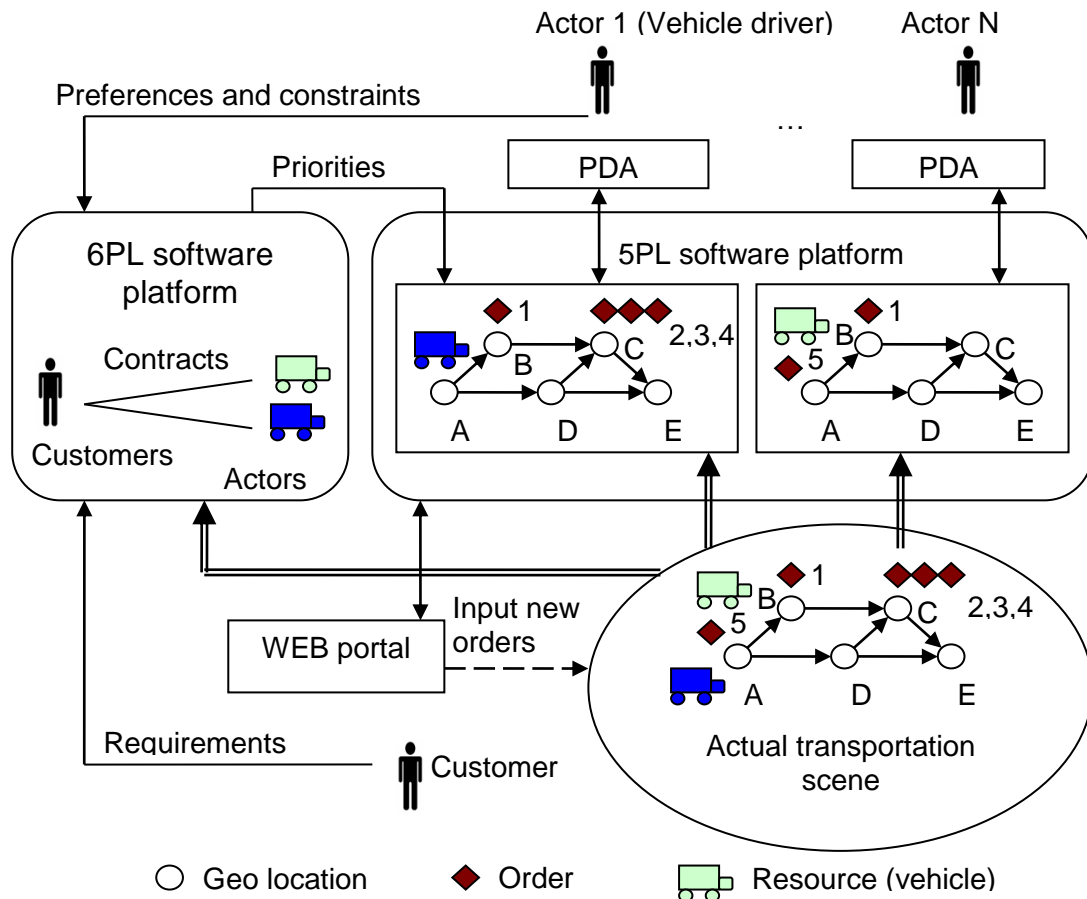 Actor 1 (Vehicle driver)
Actor N
Preferences and constraints
...
Priorities
PDA
PDA
6PL software
platform
5PL software platform
1
2,3,4
B
C
A
D
E
1
B
5
C
A
D
E
Contracts
Customers
Actors
1
B
5
C
2,3,4
A
D
E
Actual transportation
scene
Input new
orders
WEB portal
Requirements
Customer
Geo location
Order
Resource (vehicle)